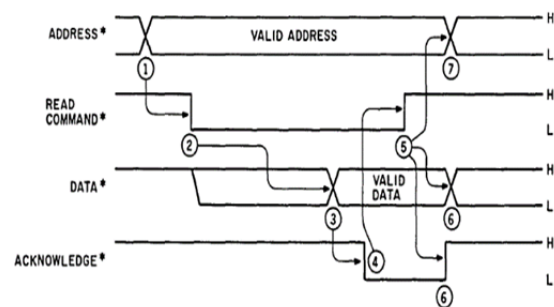 ADDRESS*
VALID ADDRESS
H
L
1
7
READ
COMMAND*
H
L
2
5
DATA*
VALID
DATA
H
L
3
4
6
ACKNOWLEDGE*
H
L
6